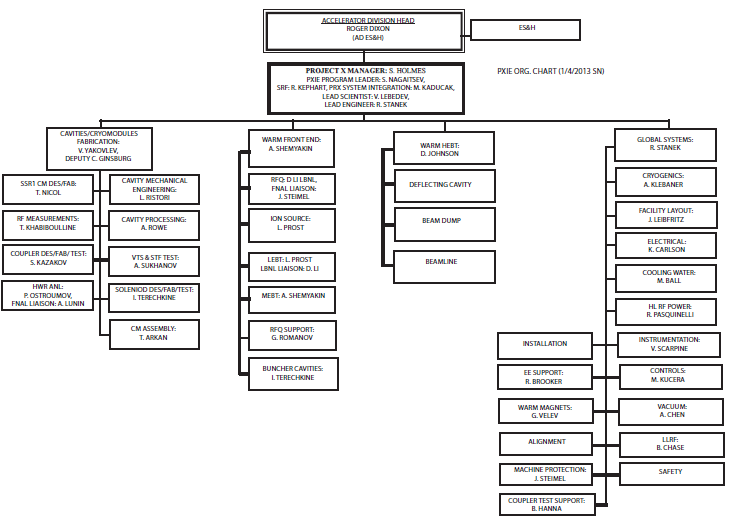 ACCELERATOR DIVISION HEAD
ROGER DIXON
(AD ES&H)
ES&H
PROJECT X MANAGER: S. HOLMES
PXIE PROGRAM LEADER: S. NAGAITSEV,
SRF: R. KEPHART, PRX SYSTEM INTEGRATION: M. KADUCAK,
LEAD SCIENTIST: V. LEBEDEV,
LEAD ENGINEER: R. STANEK
PXIE ORG. CHART (1/4/2013 SN)
CAVITIES/CRYOMODULES
FABRICATION:
V. YAKOVLEV,
DEPUTY C. GINSBURG
SSR1 CM DES/FAB:
T. NICOL
CAVITY MECHANICAL
ENGINEERING:
L. RISTORI
RF MEASUREMENTS:
T. KHABIBOULLINE
CAVITY PROCESSING:
A. ROWE
COUPLER DES/FAB/ TEST:
S. KAZAKOV
VTS & STF TEST:
A. SUKHANOV
HWR ANL:
P. OSTROUMOV,
FNAL LIAISON: A. LUNIN
SOLENIOD DES/FAB/TEST:
I. TERECHKINE
CM ASSEMBLY:
T. ARKAN
WARM FRONT END:
A. SHEMYAKIN
RFQ: D LI LBNL,
FNAL LIAISON:
J. STEIMEL
ION SOURCE:
L. PROST
LEBT: L. PROST
LBNL LIAISON: D. LI
MEBT: A. SHEMYAKIN
RFQ SUPPORT:
G. ROMANOV
BUNCHER CAVITIES:
I. TERECHKINE
WARM HEBT:
D. JOHNSON
DEFLECTING CAVITY
BEAM DUMP
BEAMLINE
GLOBAL SYSTEMS:
R. STANEK
CRYOGENICS:
A. KLEBANER
FACILITY LAYOUT:
J. LEIBFRITZ
ELECTRICAL:
K. CARLSON
COOLING WATER:
M. BALL
HL RF POWER:
R. PASQUINELLI
INSTALLATION
INSTRUMENTATION:
V. SCARPINE
EE SUPPORT:
R. BROOKER
CONTROLS:
M. KUCERA
WARM MAGNETS:
G. VELEV
VACUUM:
A. CHEN
ALIGNMENT
LLRF:
B. CHASE
MACHINE PROTECTION:
J. STEIMEL
SAFETY
COUPLER TEST SUPPORT:
B. HANNA